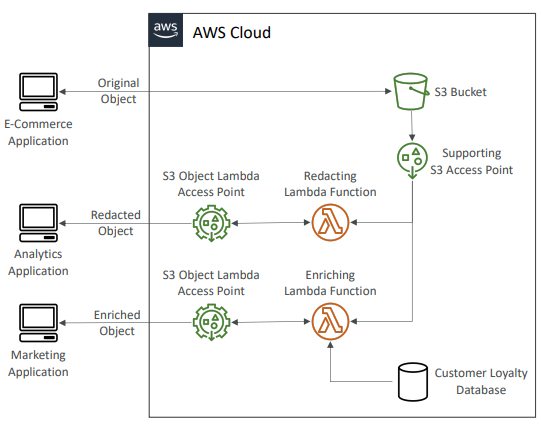 aws
AWS Cloud
Original
Object
E-Commerce
Application
S3 Bucket
Supporting
S3 Access Point
S3 Object Lambda
Access Point
Redacting
Lambda Function
Redacted
Object
Analytics
Application
S3 Object Lambda
Access Point
Enriching
Lambda Function
Enriched
Object
Marketing
Application
Customer Loyalty
Database